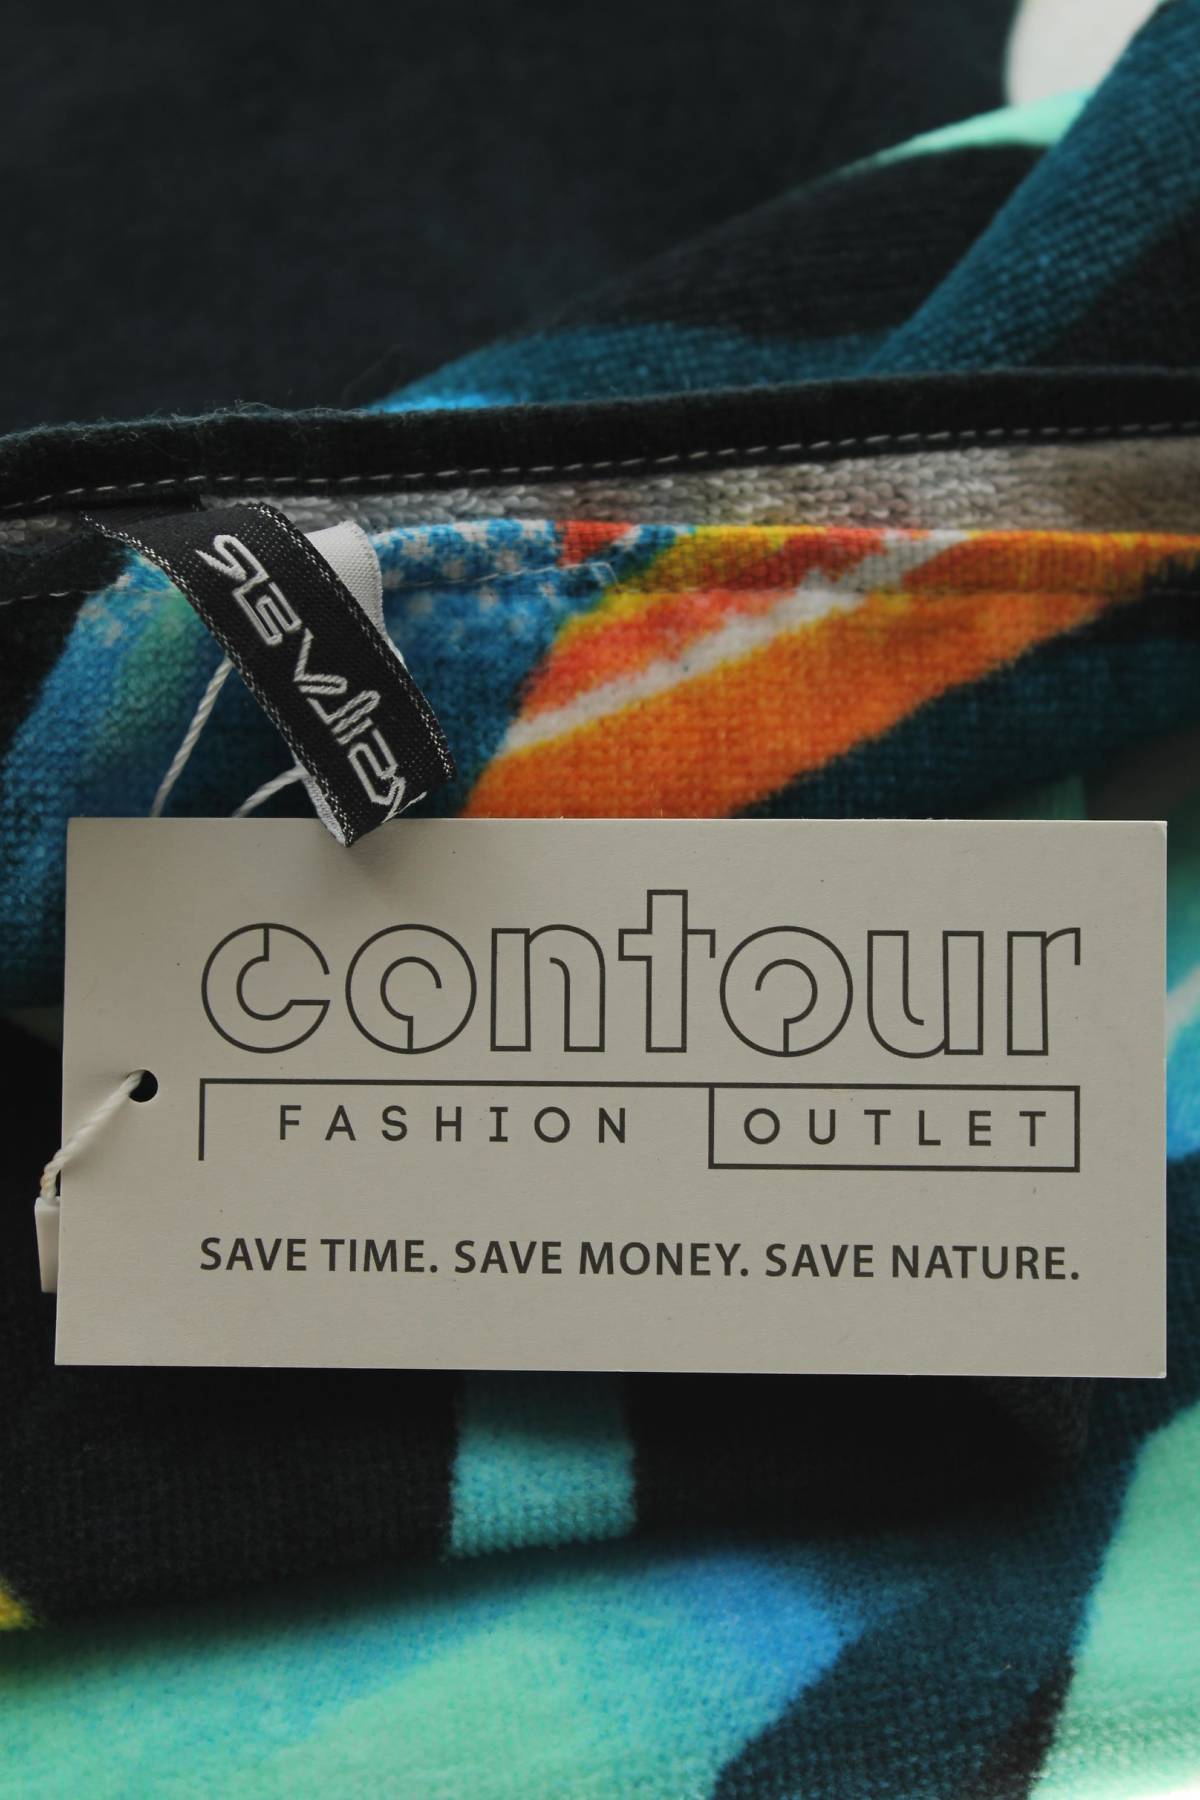 contour
FASHION OUTLET
SAVE TIME. SAVE MONEY. SAVE NATURE.